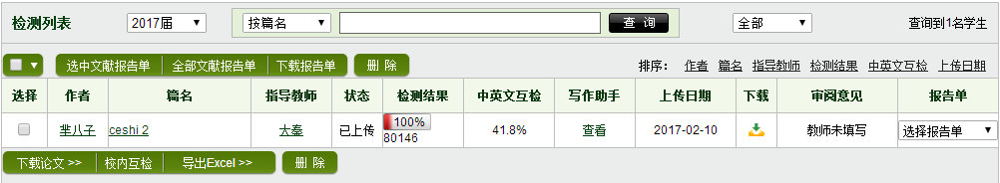 检测列表 2017届 按篇名 查 询 全部 查询到1名学生
选中文献报告单 全部文献报告单 下载报告单 删 除 排序： 作者 篇名 指导教师 检测结果 中英文互检 上传日期
选择 作者 篇名 指导教师 状态 检测结果 中英文互检 写作助手 上传日期 下载 审阅意见 报告单
芈八子 ceshi 2 大秦 已上传 100% 80146 41.8% 查看 2017-02-10 教师未填写 选择报告单
下载论文 >> 校内互检 导出Excel >> 删 除